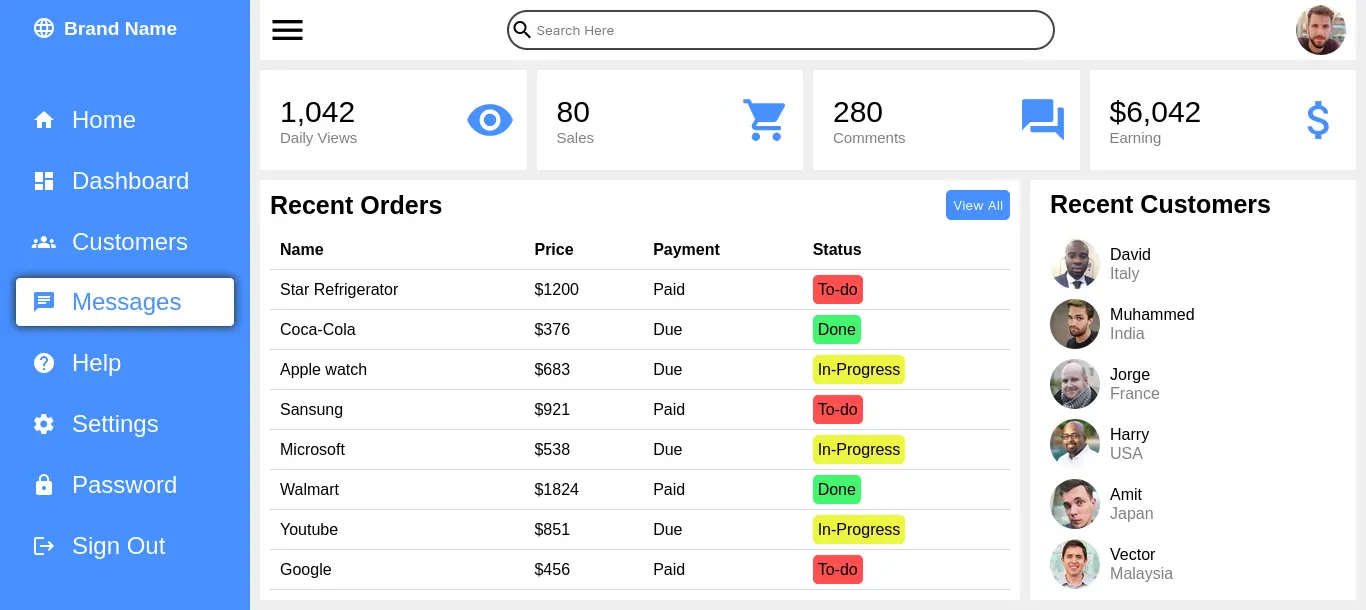 Brand Name
Home
Dashboard
Customers
Messages
Help
Settings
Password
Sign Out
Search Here
1,042
Daily Views
80
Sales
280
Comments
$6,042
Earning
Recent Orders
View All
Name Price Payment Status
Star Refrigerator $1200 Paid To-do
Coca-Cola $376 Due Done
Apple watch $683 Due In-Progress
Sansung $921 Paid To-do
Microsoft $538 Due In-Progress
Walmart $1824 Paid Done
Youtube $851 Due In-Progress
Google $456 Paid To-do
Recent Customers
David
Italy
Muhammed
India
Jorge
France
Harry
USA
Amit
Japan
Vector
Malaysia